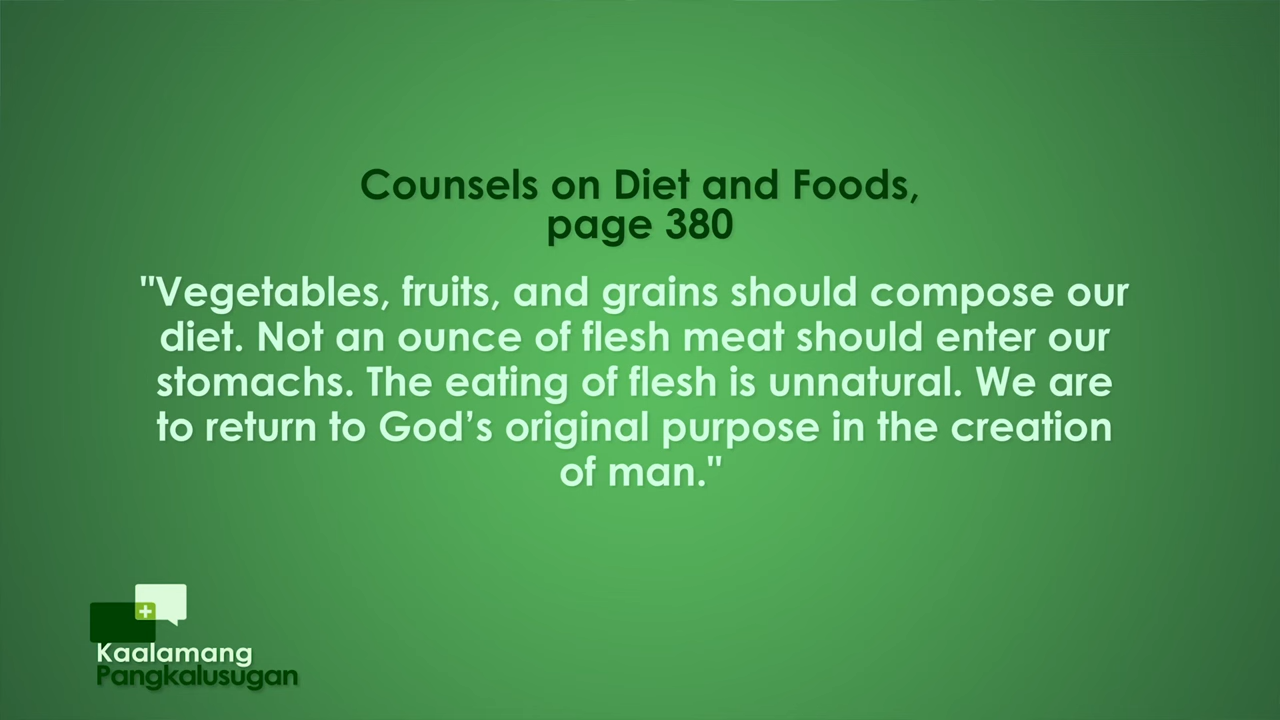 Counsels on Diet and Foods,
page 380
"Vegetables, fruits, and grains should compose our
diet. Not an ounce of flesh meat should enter our
stomachs. The eating of flesh is unnatural. We are
to return to God’s original purpose in the creation
of man."
Kaalamang
Pangkalusugan